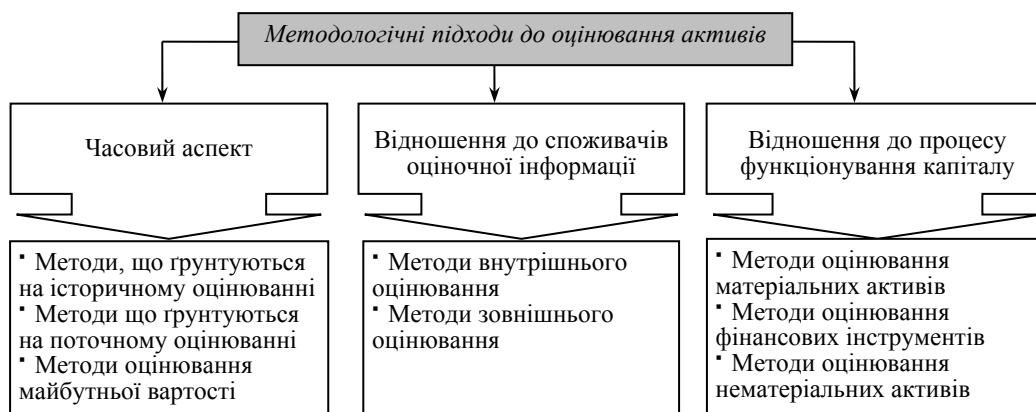 Методологічні підходи до оцінювання активів
Часовий аспект
Відношення до споживачів
оціночної інформації
Відношення до процесу
функціонування капіталу
▪ Методи, що ґрунтуються
на історичному оцінюванні
▪ Методи що ґрунтуються
на поточному оцінюванні
▪ Методи оцінювання
майбутньої вартості
▪ Методи внутрішнього
оцінювання
▪ Методи зовнішнього
оцінювання
▪ Методи оцінювання
матеріальних активів
▪ Методи оцінювання
фінансових інструментів
▪ Методи оцінювання
нематеріальних активів